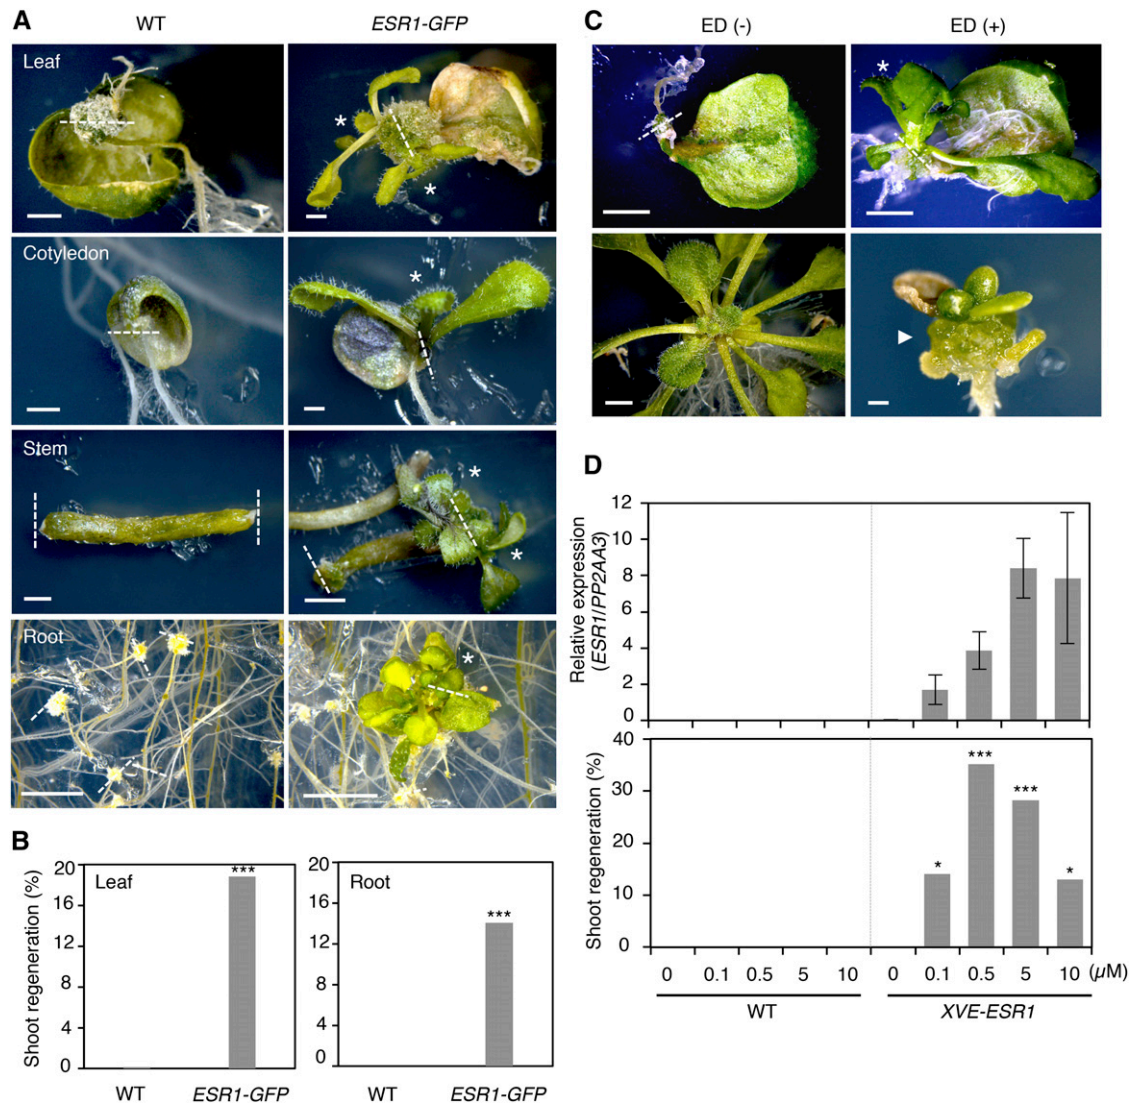 A
WT
ESR1-GFP
Leaf
*
*
Cotyledon
*
Stem
*
*
Root
*
B
Shoot regeneration (%)
20
16
12
8
4
0
Leaf
***
WT
ESR1-GFP
20
16
12
8
4
0
Root
***
WT
ESR1-GFP
C
ED (-)
ED (+)
*
D
Relative expression
(ESR1/PP2AA3)
12
10
8
6
4
2
0
Shoot regeneration (%)
40
30
20
10
0
*
***
***
*
0 0.1 0.5 5 10 0 0.1 0.5 5 10 (µM)
WT
XVE-ESR1